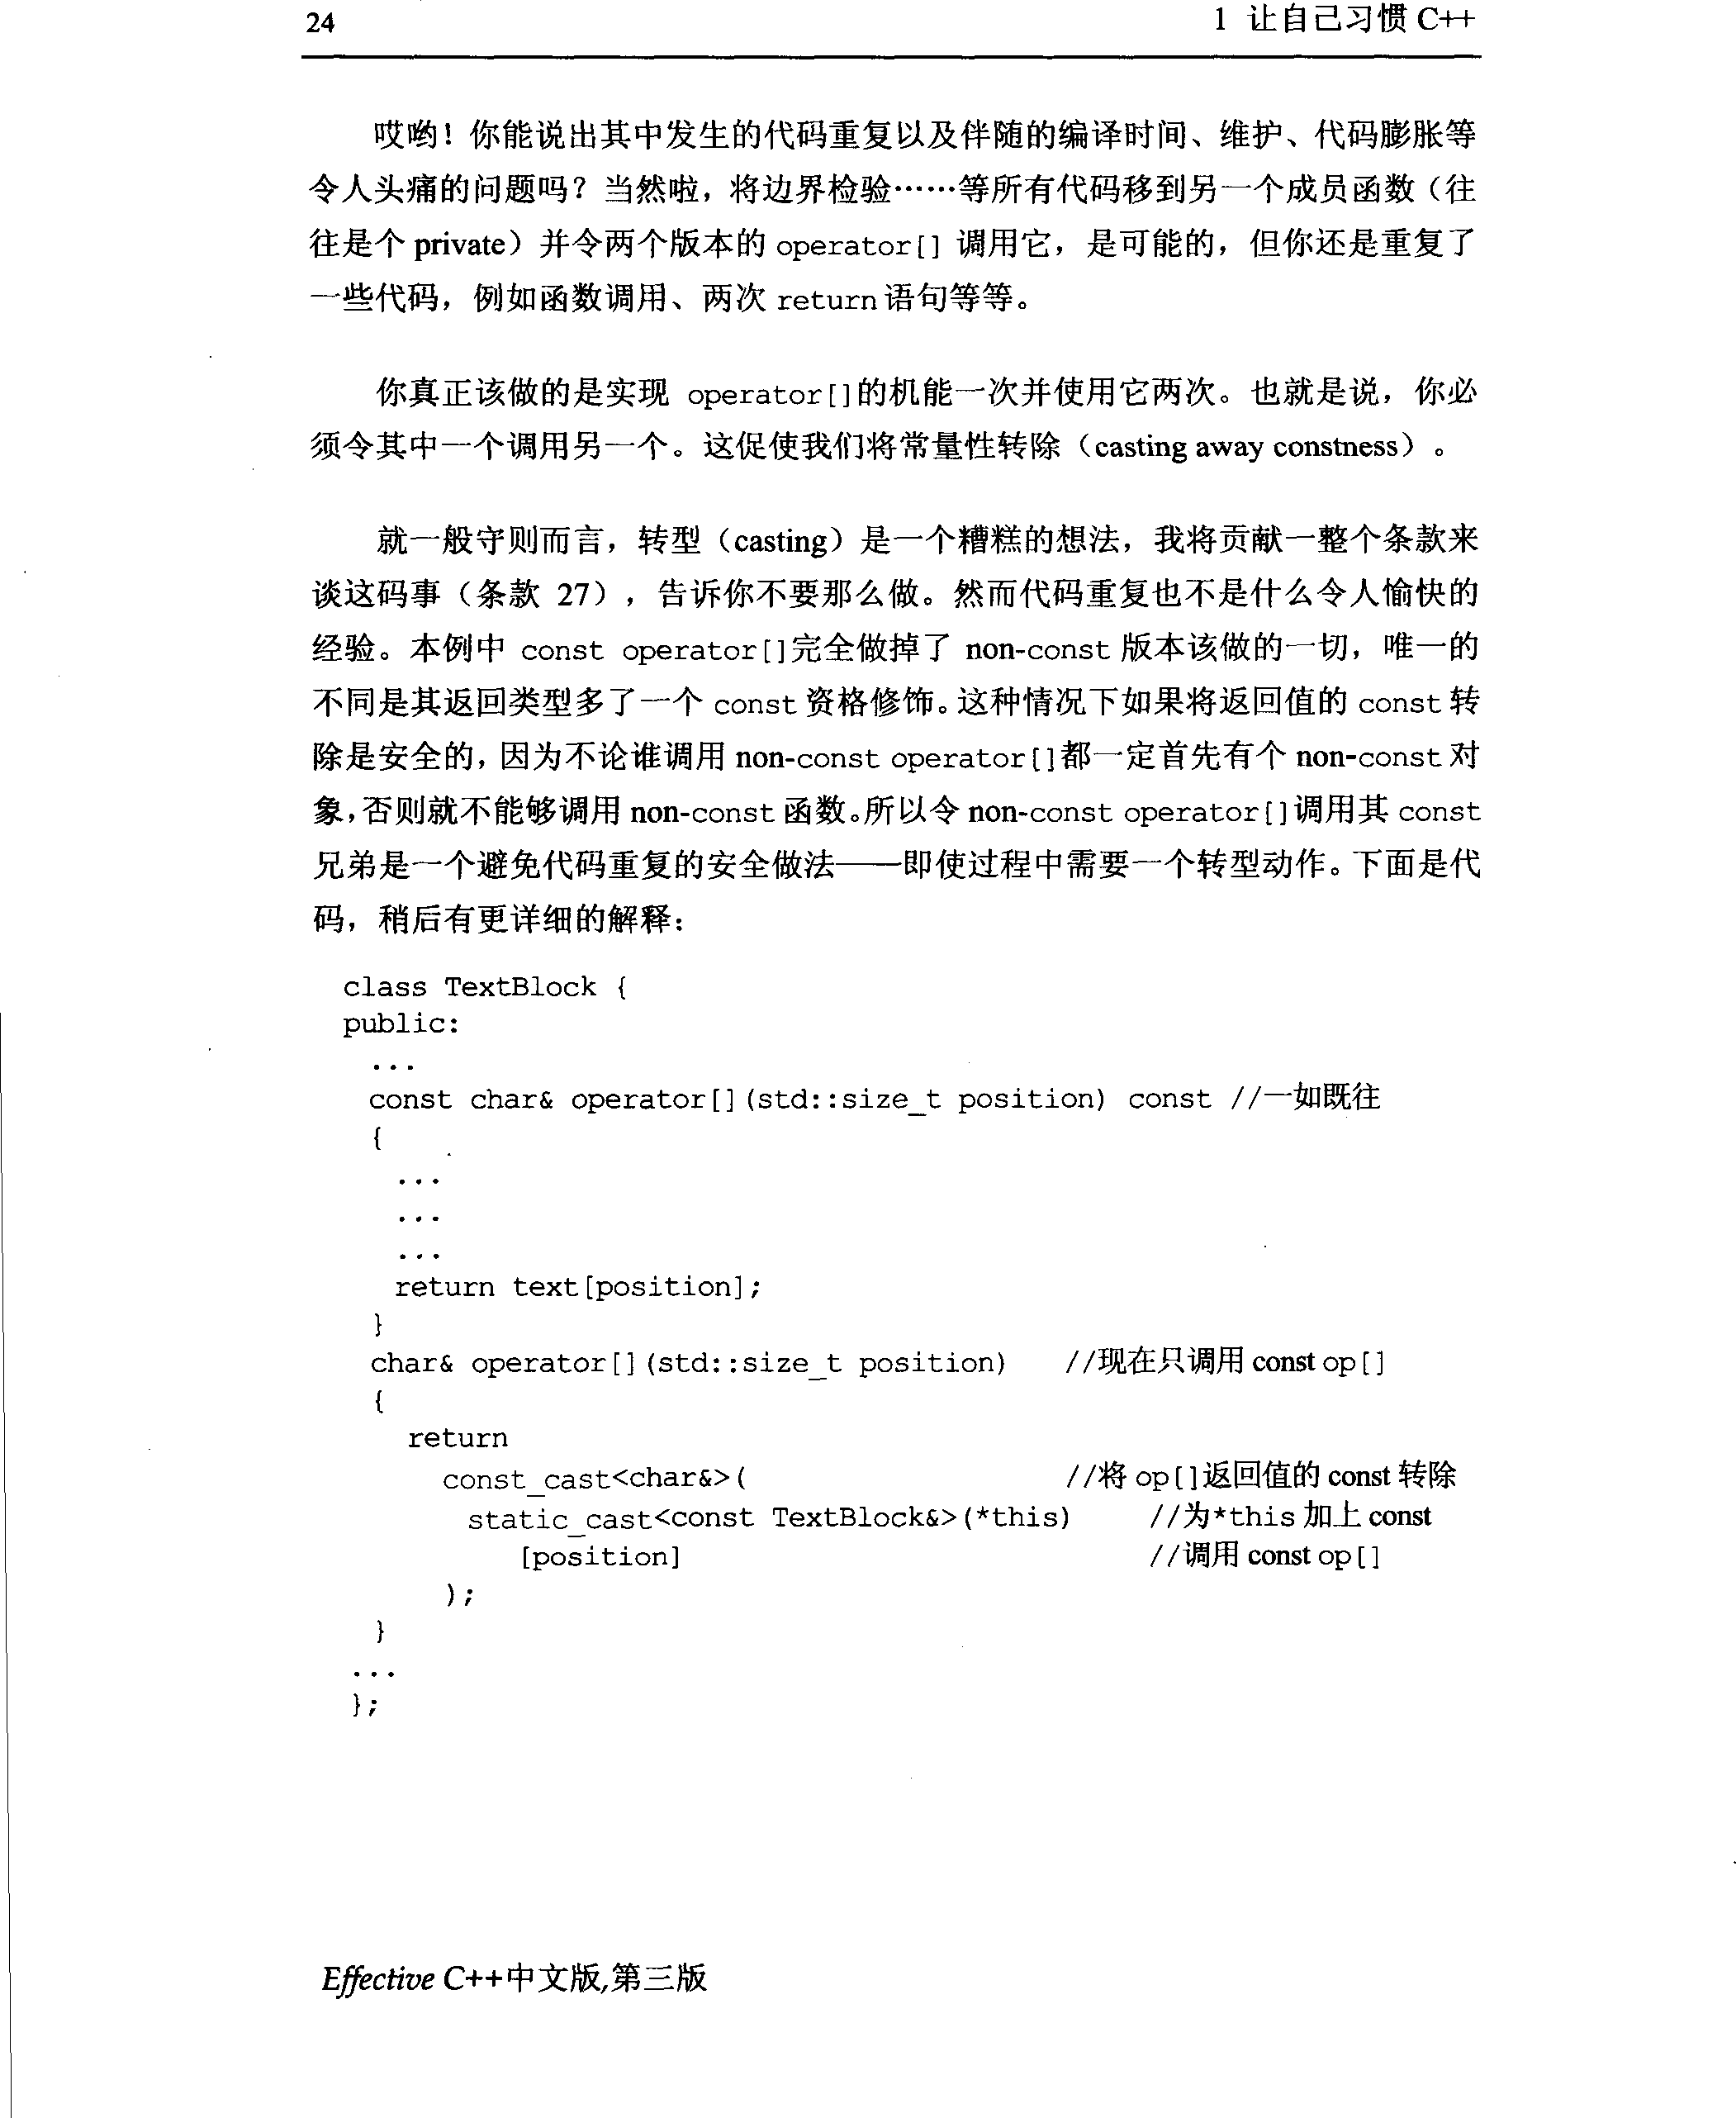 24
1 让自己习惯 C++
哎哟！你能说出其中发生的代码重复以及伴随的编译时间、维护、代码膨胀等
令人头痛的问题吗？当然啦，将边界检验……等所有代码移到另一个成员函数（往
往是个 private）并令两个版本的 operator[] 调用它，是可能的，但你还是重复了
一些代码，例如函数调用、两次 return 语句等等。
你真正该做的是实现 operator[]的机能一次并使用它两次。也就是说，你必
须令其中一个调用另一个。这促使我们将常量性转除（casting away constness）。
就一般守则而言，转型（casting）是一个糟糕的想法，我将贡献一整个条款来
谈这码事（条款 27），告诉你不要那么做。然而代码重复也不是什么令人愉快的
经验。本例中 const operator[]完全做掉了 non-const 版本该做的一切，唯一的
不同是其返回类型多了一个 const 资格修饰。这种情况下如果将返回值的 const 转
除是安全的，因为不论谁调用 non-const operator[]都一定首先有个 non-const 对
象，否则就不能够调用 non-const 函数。所以令 non-const operator[]调用其 const
兄弟是一个避免代码重复的安全做法——即使过程中需要一个转型动作。下面是代
码，稍后有更详细的解释：
class TextBlock {
public:
...
const char& operator[](std::size_t position) const //一如既往
{
...
...
...
return text[position];
}
char& operator[](std::size_t position) //现在只调用 const op[]
{
return
const_cast<char&>( //将 op[]返回值的 const 转除
static_cast<const TextBlock&>(*this) //为*this 加上 const
[position] //调用 const op[]
);
}
...
};
Effective C++中文版,第三版